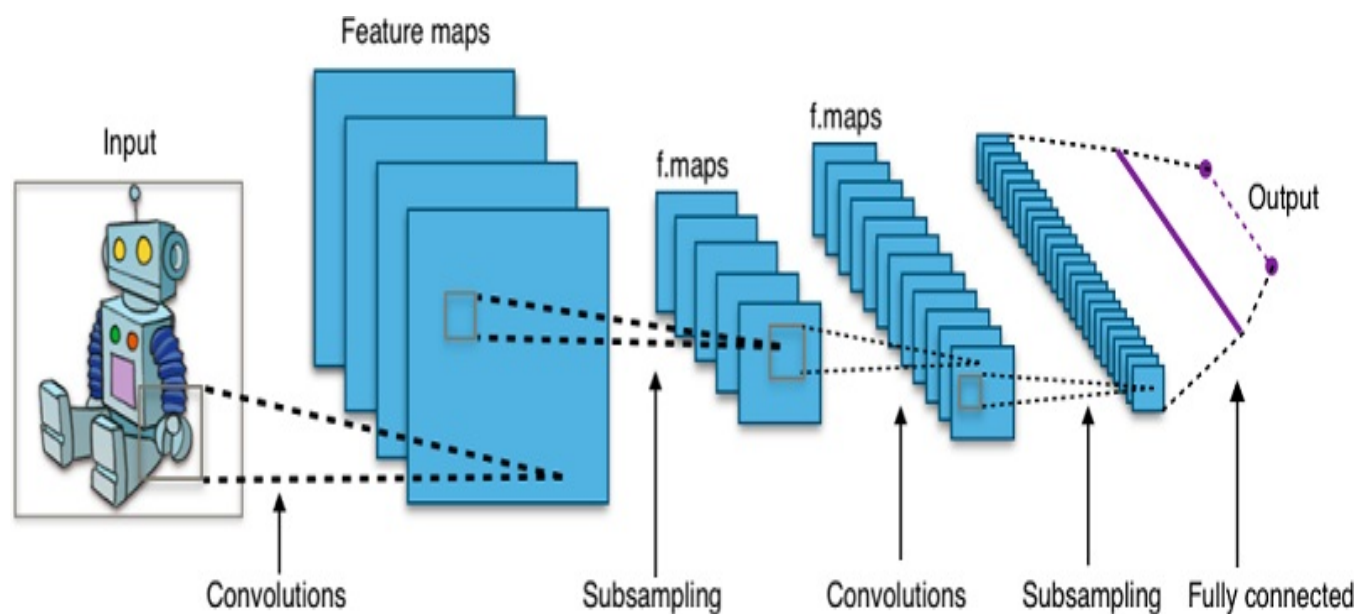 Feature maps
Input
f.maps
f.maps
Output
Convolutions
Subsampling
Convolutions
Subsampling
Fully connected